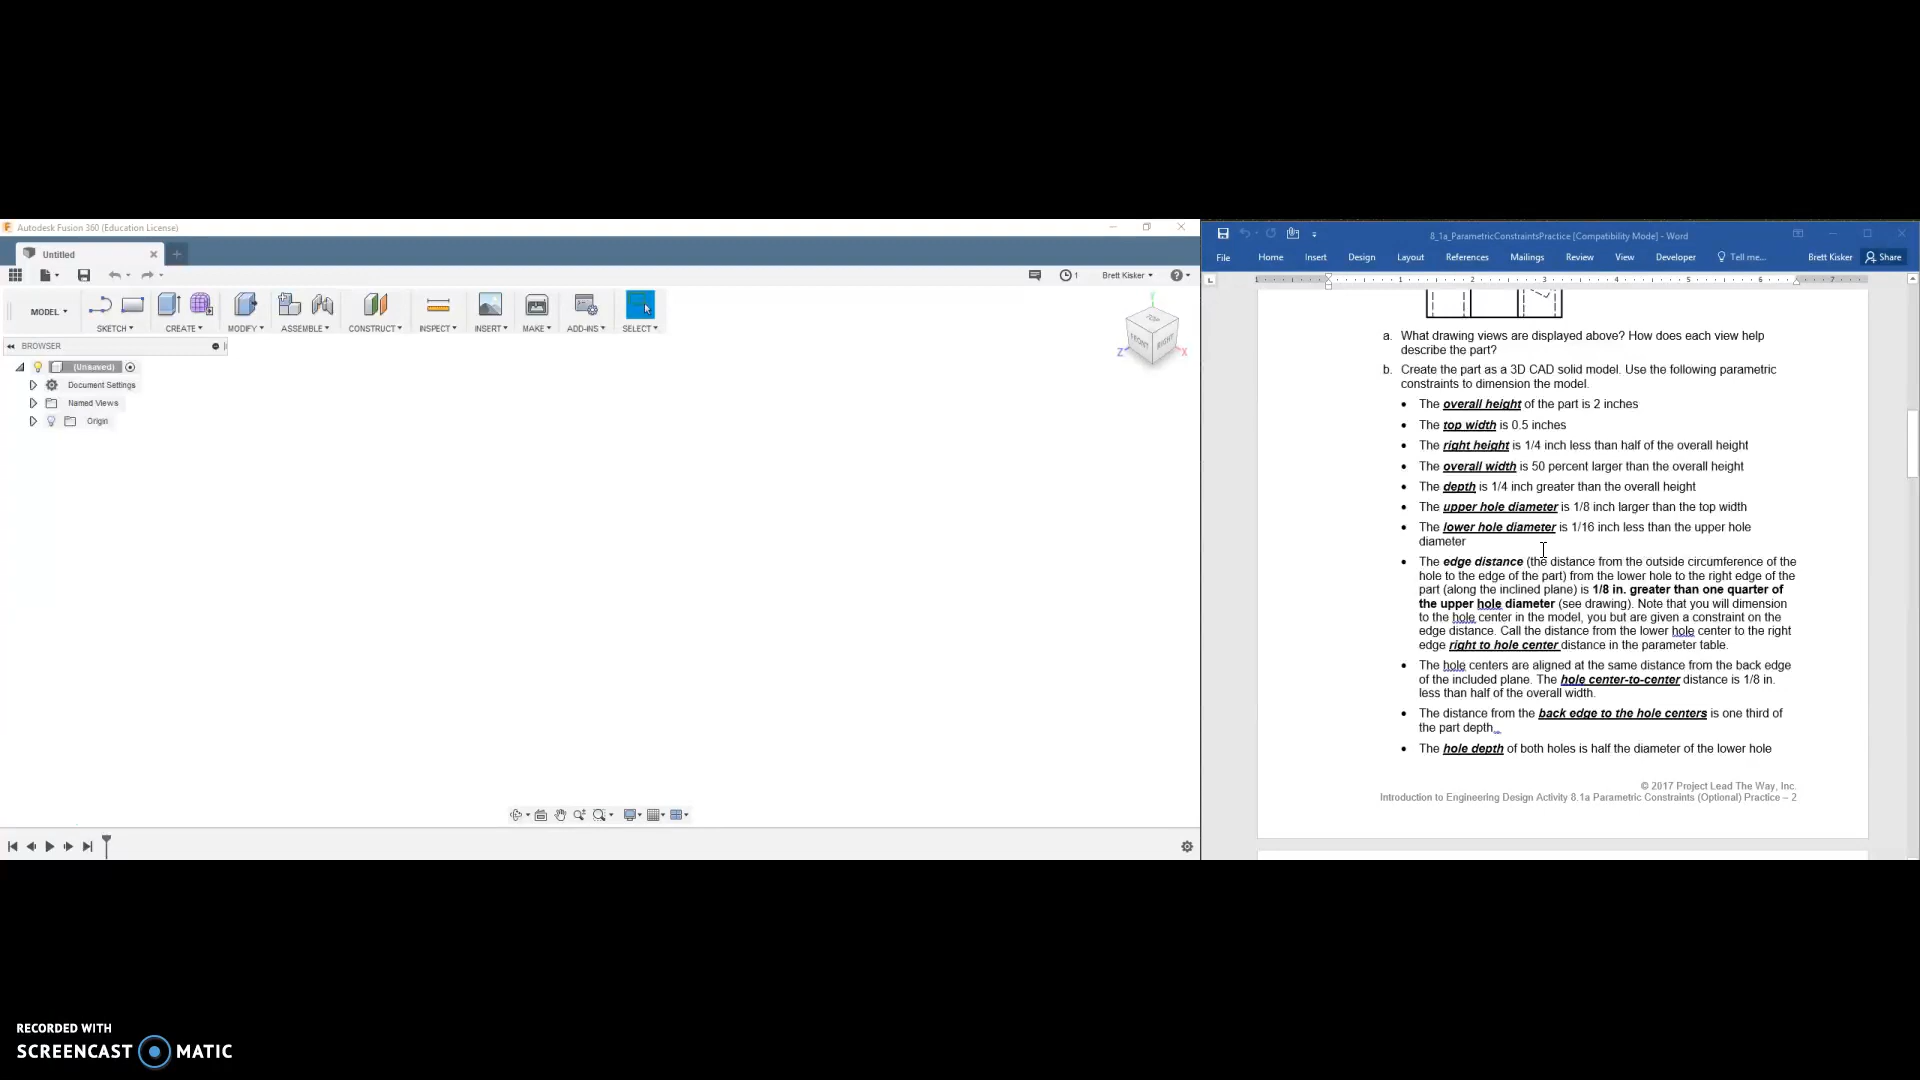 Autodesk Fusion 360 (Education License)
Untitled
1
Brett Kisker
MODEL
SKETCH
CREATE
MODIFY
ASSEMBLE
CONSTRUCT
INSPECT
INSERT
MAKE
ADD-INS
SELECT
BROWSER
(Unsaved)
Document Settings
Named Views
Origin
TOP
FRONT
RIGHT
Y
Z
X
8_1a_ParametricConstraintsPractice [Compatibility Mode] - Word
File Home Insert Design Layout References Mailings Review View Developer Tell me... Brett Kisker Share
1 1 2 3 4 5 6 7
a. What drawing views are displayed above? How does each view help
describe the part?
b. Create the part as a 3D CAD solid model. Use the following parametric
constraints to dimension the model.
• The overall height of the part is 2 inches
• The top width is 0.5 inches
• The right height is 1/4 inch less than half of the overall height
• The overall width is 50 percent larger than the overall height
• The depth is 1/4 inch greater than the overall height
• The upper hole diameter is 1/8 inch larger than the top width
• The lower hole diameter is 1/16 inch less than the upper hole
diameter
• The edge distance (the distance from the outside circumference of the
hole to the edge of the part) from the lower hole to the right edge of the
part (along the inclined plane) is 1/8 in. greater than one quarter of
the upper hole diameter (see drawing). Note that you will dimension
to the hole center in the model, you but are given a constraint on the
edge distance. Call the distance from the lower hole center to the right
edge right to hole center distance in the parameter table.
• The hole centers are aligned at the same distance from the back edge
of the included plane. The hole center-to-center distance is 1/8 in.
less than half of the overall width.
• The distance from the back edge to the hole centers is one third of
the part depth
• The hole depth of both holes is half the diameter of the lower hole
© 2017 Project Lead The Way, Inc.
Introduction to Engineering Design Activity 8.1a Parametric Constraints (Optional) Practice – 2
RECORDED WITH
SCREENCAST MATIC